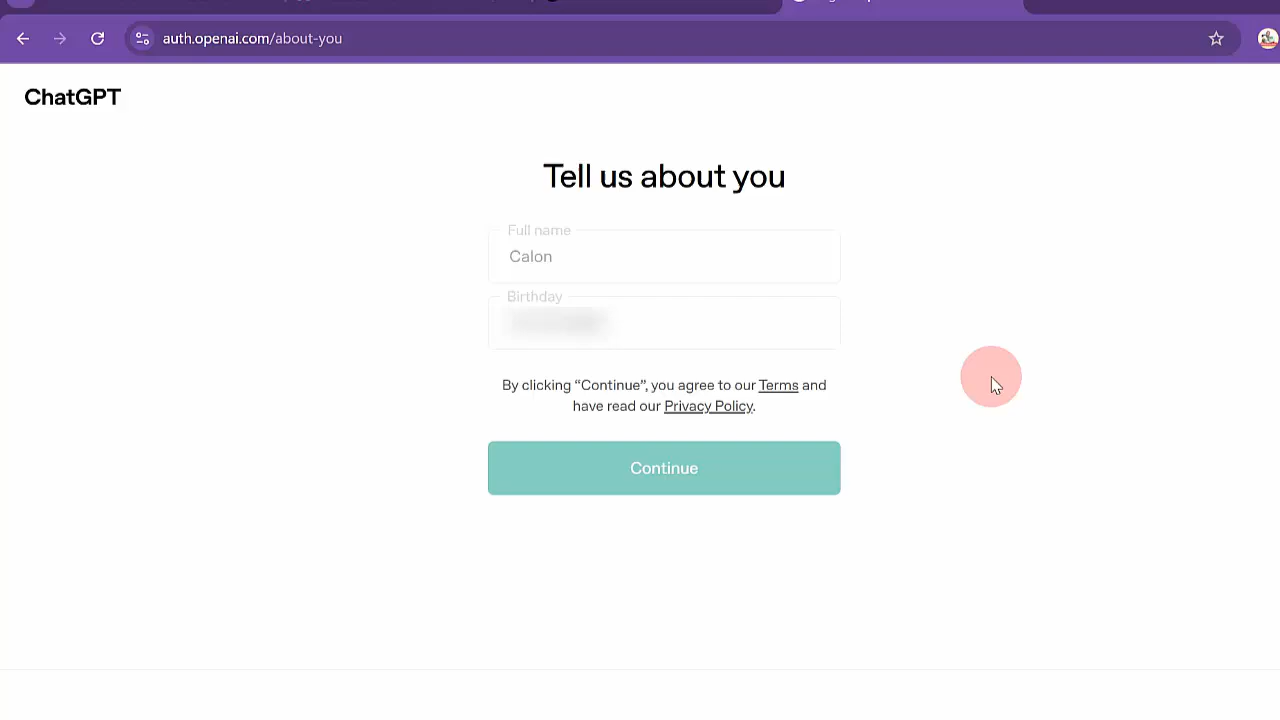 auth.openai.com/about-you
ChatGPT
Tell us about you
Full name
Calon
Birthday
By clicking “Continue”, you agree to our Terms and
have read our Privacy Policy.
Continue